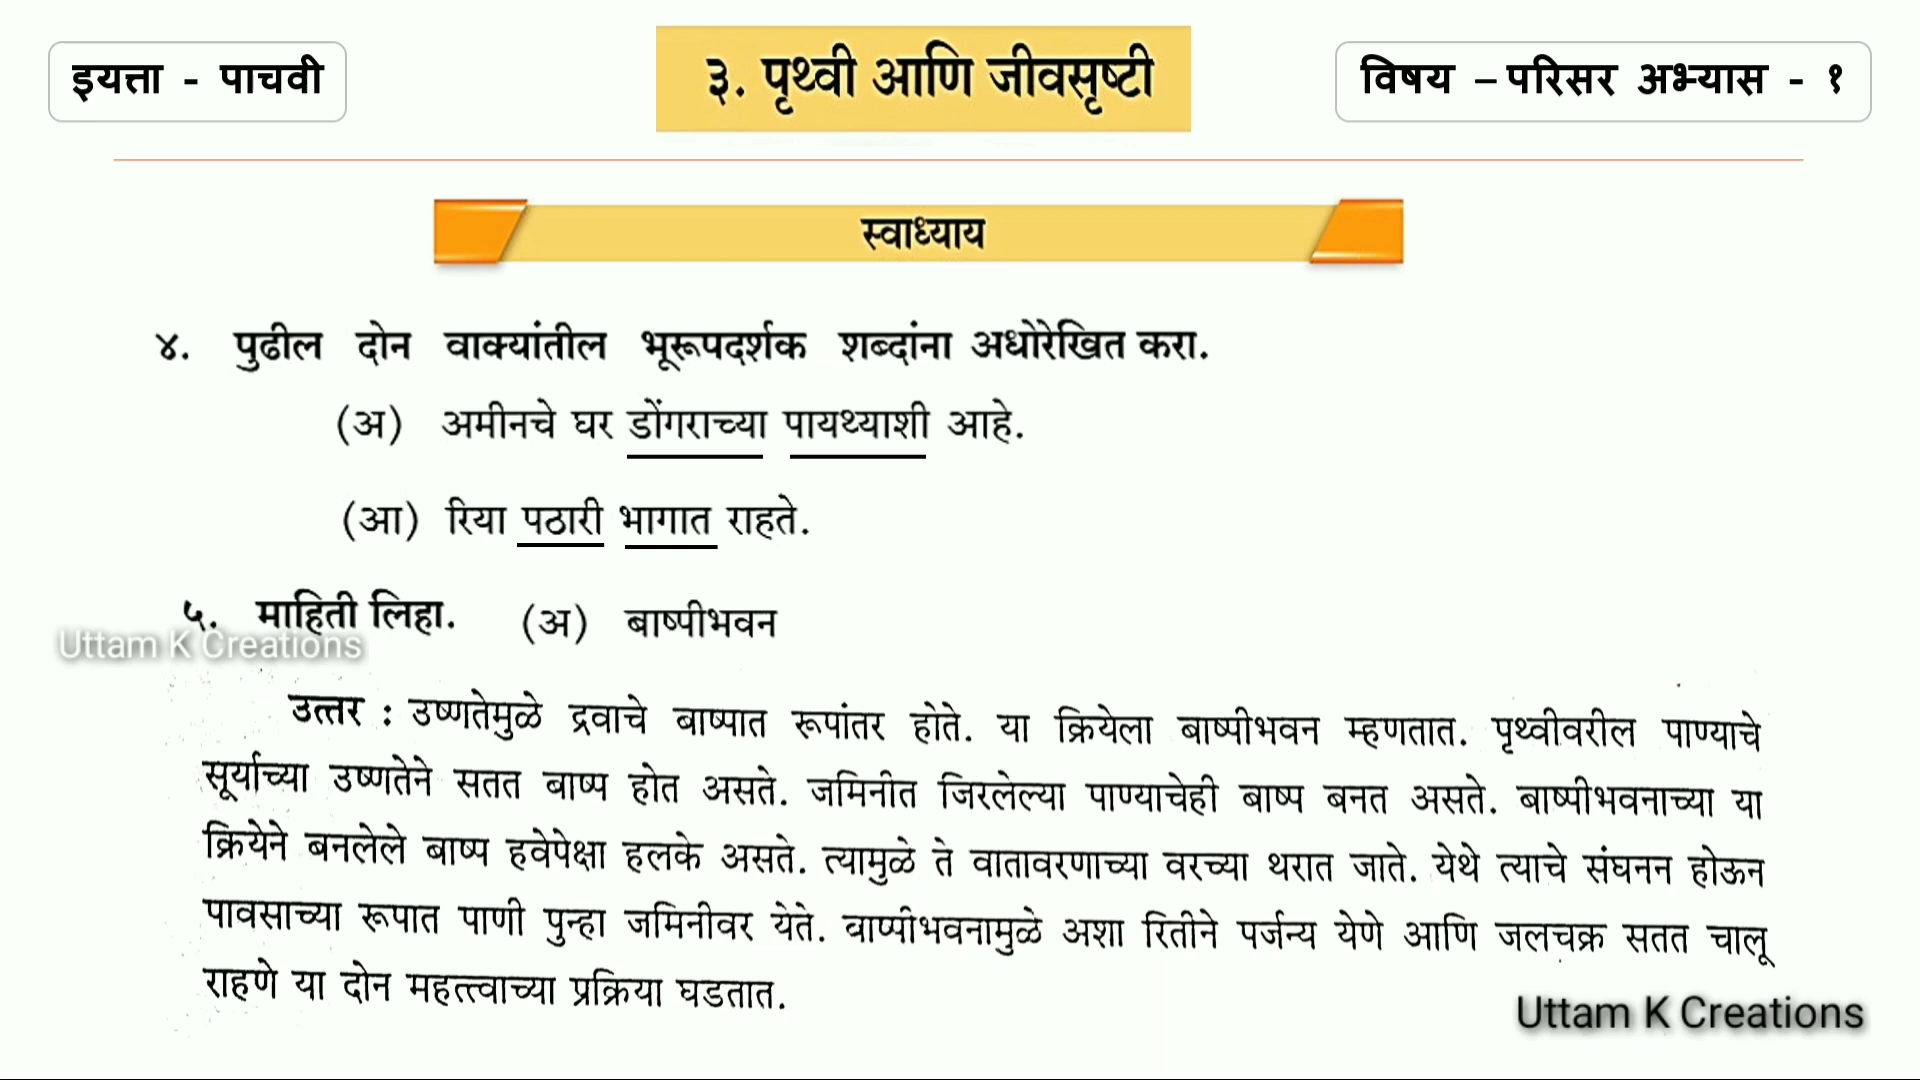 इयत्ता - पाचवी
३. पृथ्वी आणि जीवसृष्टी
विषय – परिसर अभ्यास - १
स्वाध्याय
४. पुढील दोन वाक्यांतील भूरूपदर्शक शब्दांना अधोरेखित करा.
(अ) अमीनचे घर डोंगराच्या पायथ्याशी आहे.
(आ) रिया पठारी भागात राहते.
५. माहिती लिहा. (अ) बाष्पीभवन
Uttam K Creations
उत्तर : उष्णतेमुळे द्रवाचे बाष्पात रूपांतर होते. या क्रियेला बाष्पीभवन म्हणतात. पृथ्वीवरील पाण्याचे
सूर्याच्या उष्णतेने सतत बाष्प होत असते. जमिनीत जिरलेल्या पाण्याचेही बाष्प बनत असते. बाष्पीभवनाच्या या
क्रियेने बनलेले बाष्प हवेपेक्षा हलके असते. त्यामुळे ते वातावरणाच्या वरच्या थरात जाते. येथे त्याचे संघनन होऊन
पावसाच्या रूपात पाणी पुन्हा जमिनीवर येते. बाष्पीभवनामुळे अशा रितीने पर्जन्य येणे आणि जलचक्र सतत चालू
राहणे या दोन महत्त्वाच्या प्रक्रिया घडतात.
Uttam K Creations